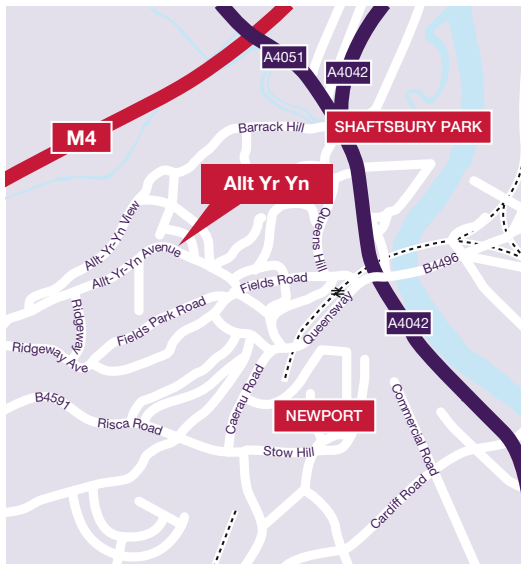 A4051
A4042
Barrack Hill
SHAFTSBURY PARK
M4
Allt Yr Yn
Queens Hill
Allt-Yr-Yn View
Allt-Yr-Yn Avenue
Fields Road
B4496
Ridgeway
Fields Park Road
Queensway
A4042
Ridgeway Ave
Caerau Road
B4591
NEWPORT
Commercial Road
Risca Road
Stow Hill
Cardiff Road